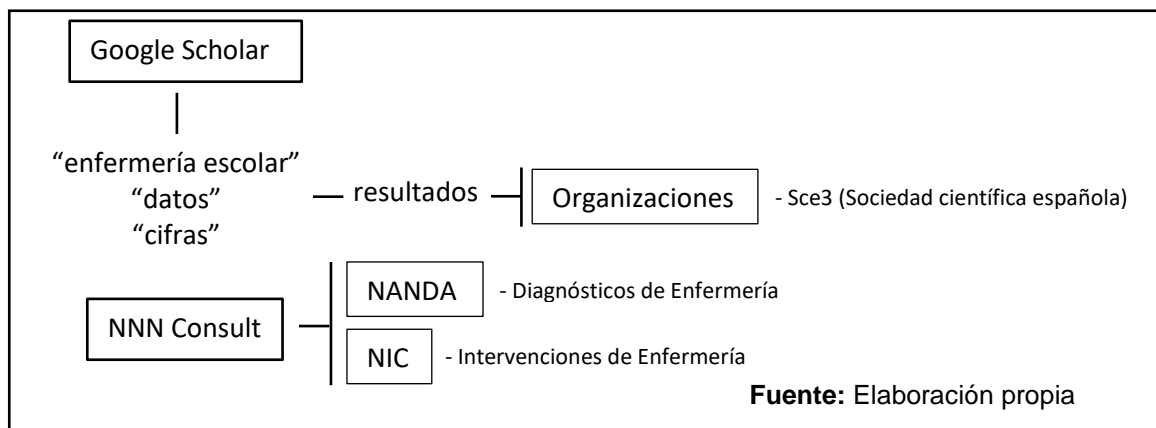 Google Scholar
“enfermería escolar”
“datos”
“cifras”
resultados
Organizaciones
- Sce3 (Sociedad científica española)
NNN Consult
NANDA
- Diagnósticos de Enfermería
NIC
- Intervenciones de Enfermería
Fuente: Elaboración propia